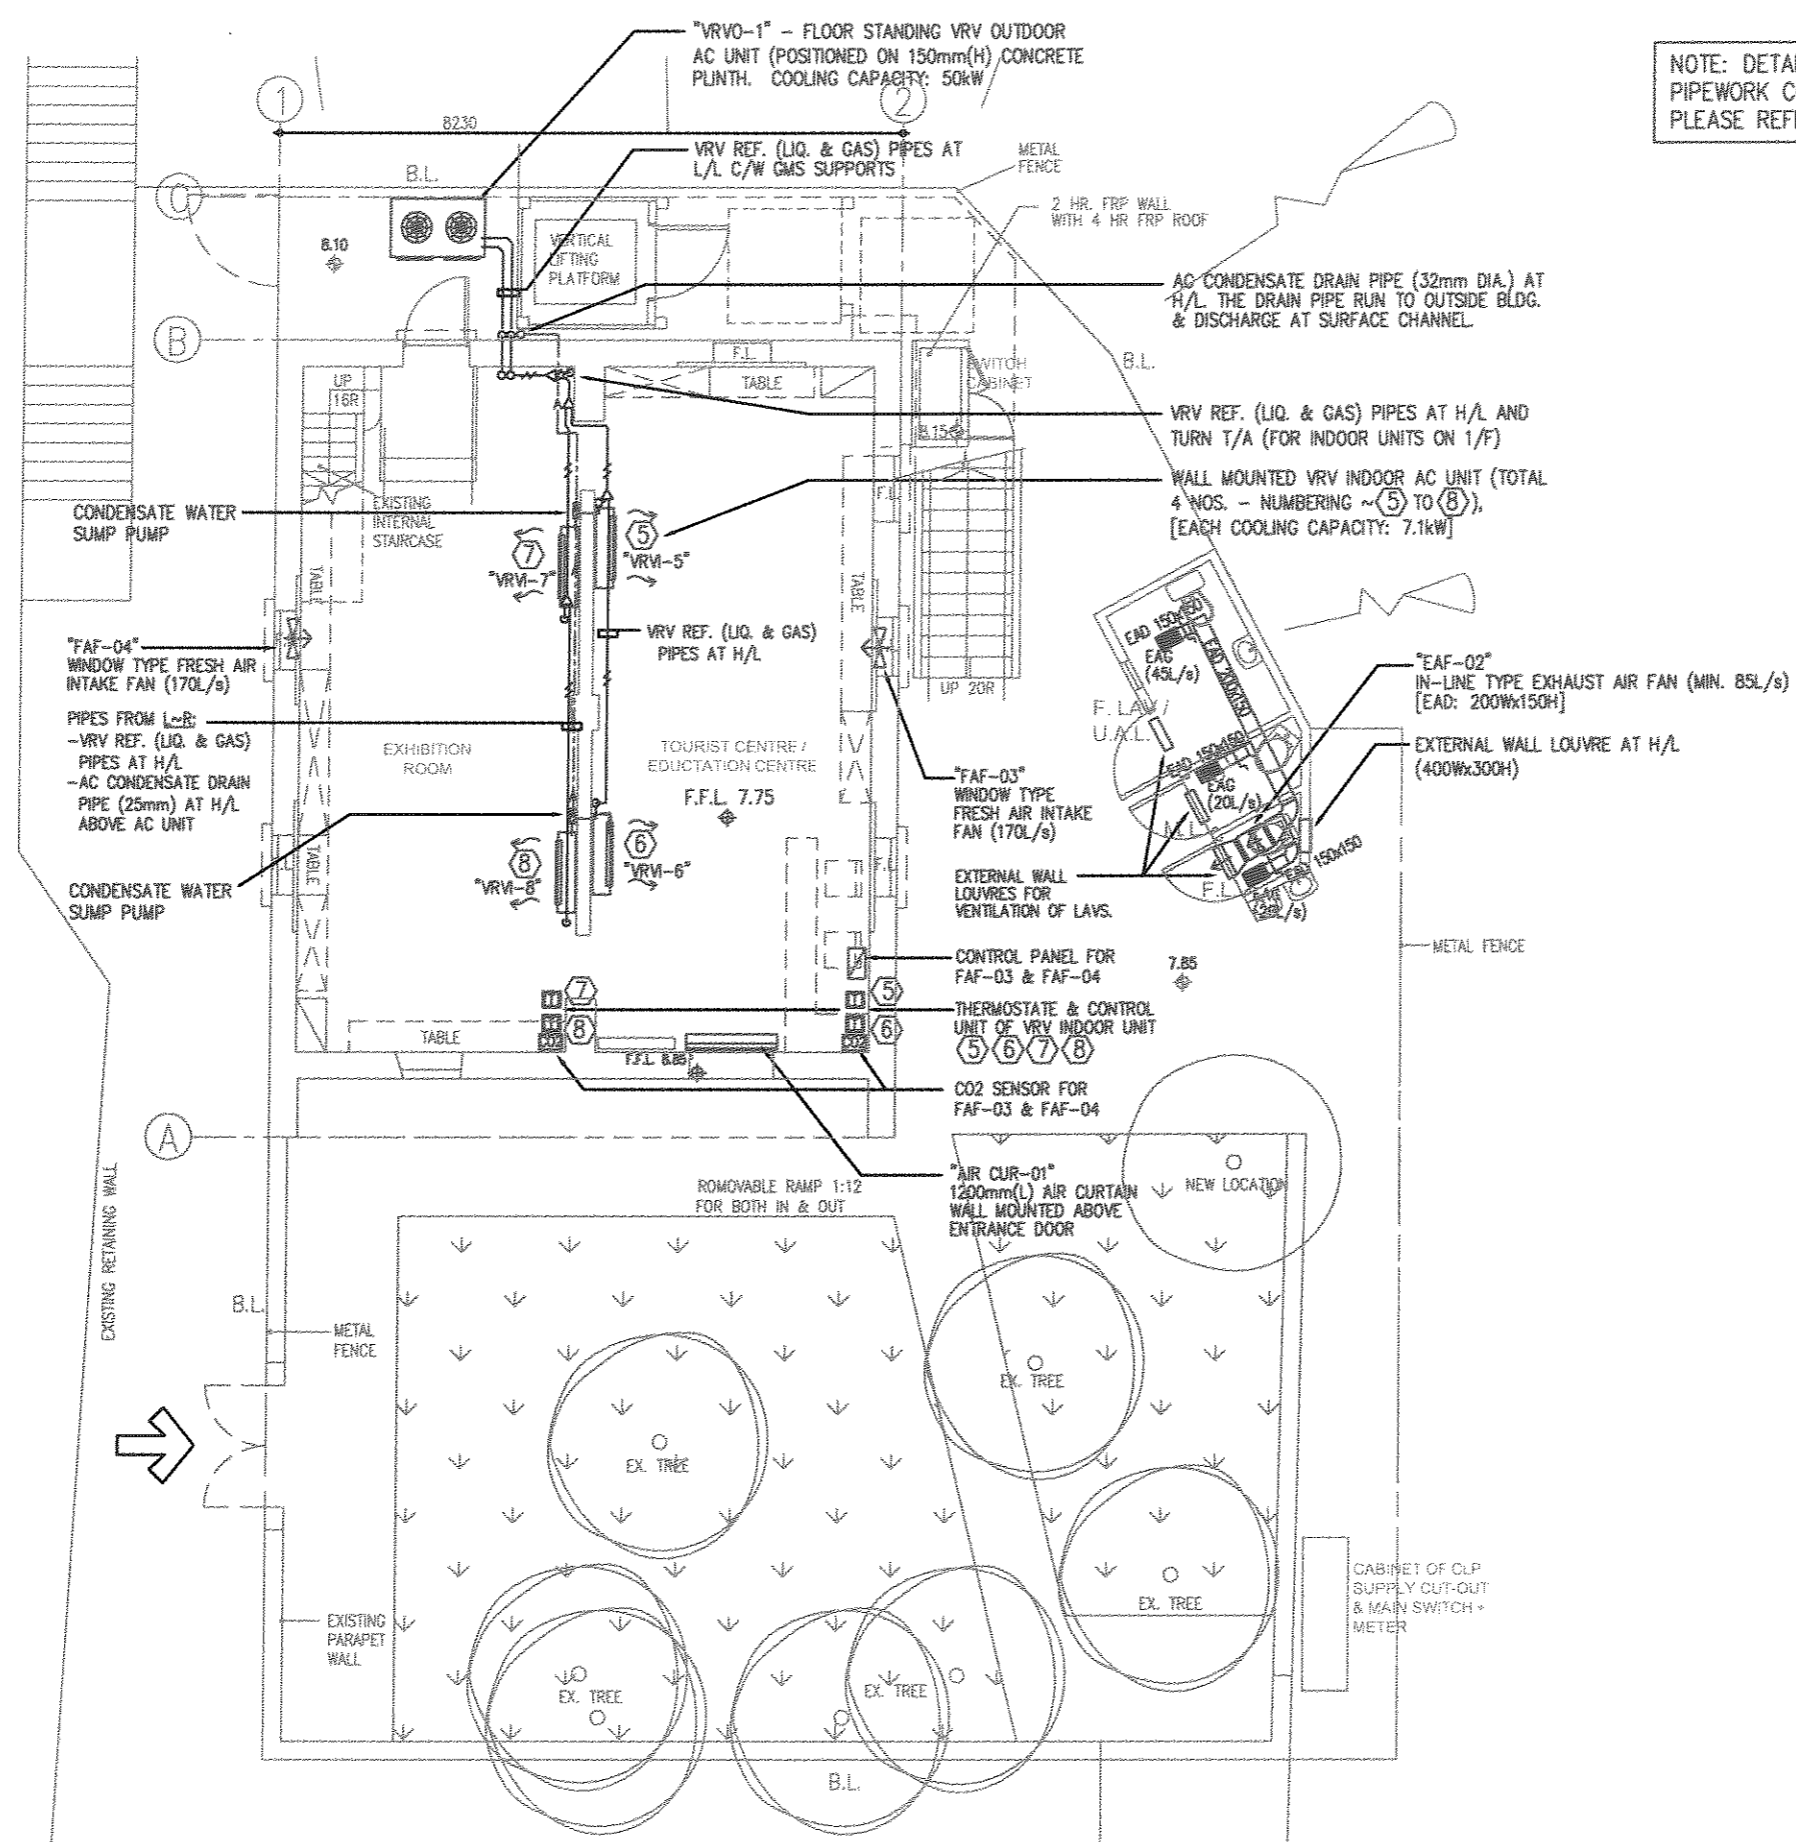 "VRVO-1" – FLOOR STANDING VRV OUTDOOR
AC UNIT (POSITIONED ON 150mm(H) CONCRETE
PLINTH. COOLING CAPACITY: 50kW
NOTE:
PIPEWORK
PLEASE
1
2
8230
VRV REF. (LIQ. & GAS) PIPES AT
L/L C/W GMS SUPPORTS
METAL
FENCE
B.L.
C
2 HR. FRP WALL
WITH 4 HR FRP ROOF
8.10
VERTICAL
LIFTING
PLATFORM
AC CONDENSATE DRAIN PIPE (32mm DIA.) AT
H/L. THE DRAIN PIPE RUN TO OUTSIDE BLDG.
& DISCHARGE AT SURFACE CHANNEL.
B
F.L.
SWITCH
CABINET
B.L.
UP
16R
TABLE
VRV REF. (LIQ. & GAS) PIPES AT H/L AND
TURN T/A (FOR INDOOR UNITS ON 1/F)
WALL MOUNTED VRV INDOOR AC UNIT (TOTAL
4 NOS. – NUMBERING ~ 5 TO 8),
[EACH COOLING CAPACITY: 7.1kW]
CONDENSATE WATER
SUMP PUMP
EXISTING
INTERNAL
STAIRCASE
7
"VRVI-7"
5
"VRVI-5"
TABLE
TABLE
"FAF-04"
WINDOW TYPE FRESH AIR
INTAKE FAN (170L/s)
VRV REF. (LIQ. & GAS)
PIPES AT H/L
UP 20R
EAD 150x150
EAG
(45L/s)
EAD 200x150
"EAF-02"
IN-LINE TYPE EXHAUST AIR FAN (MIN. 85L/s)
[EAD: 200Wx150H]
F. LAV /
U.A.L.
EAD 150x150
EAG
(20L/s)
PIPES FROM L~R:
-VRV REF. (LIQ. & GAS)
PIPES AT H/L
-AC CONDENSATE DRAIN
PIPE (25mm) AT H/L
ABOVE AC UNIT
EXHIBITION
ROOM
TOURIST CENTRE /
EDUCTATION CENTRE
F.F.L. 7.75
"FAF-03"
WINDOW TYPE
FRESH AIR INTAKE
FAN (170L/s)
EXTERNAL WALL LOUVRE AT H/L
(400Wx300H)
150x150
TABLE
8
"VRVI-8"
6
"VRVI-6"
CONDENSATE WATER
SUMP PUMP
EXTERNAL WALL
LOUVRES FOR
VENTILATION OF LAVS.
METAL FENCE
CONTROL PANEL FOR
FAF-03 & FAF-04
7.85
7
8
5
6
THERMOSTATE & CONTROL
UNIT OF VRV INDOOR UNIT
5 6 7 8
TABLE
CO2 SENSOR FOR
FAF-03 & FAF-04
A
EXISTING RETAINING WALL
ROMOVABLE RAMP 1:12
FOR BOTH IN & OUT
"AIR CUR-01"
1200mm(L) AIR CURTAIN
WALL MOUNTED ABOVE
ENTRANCE DOOR
NEW LOCATION
B.L.
METAL
FENCE
EX. TREE
EX. TREE
EX. TREE
CABINET OF CLP
SUPPLY CUT-OUT
& MAIN SWITCH +
METER
EXISTING
PARAPET
WALL
EX. TREE
EX. TREE
B.L.